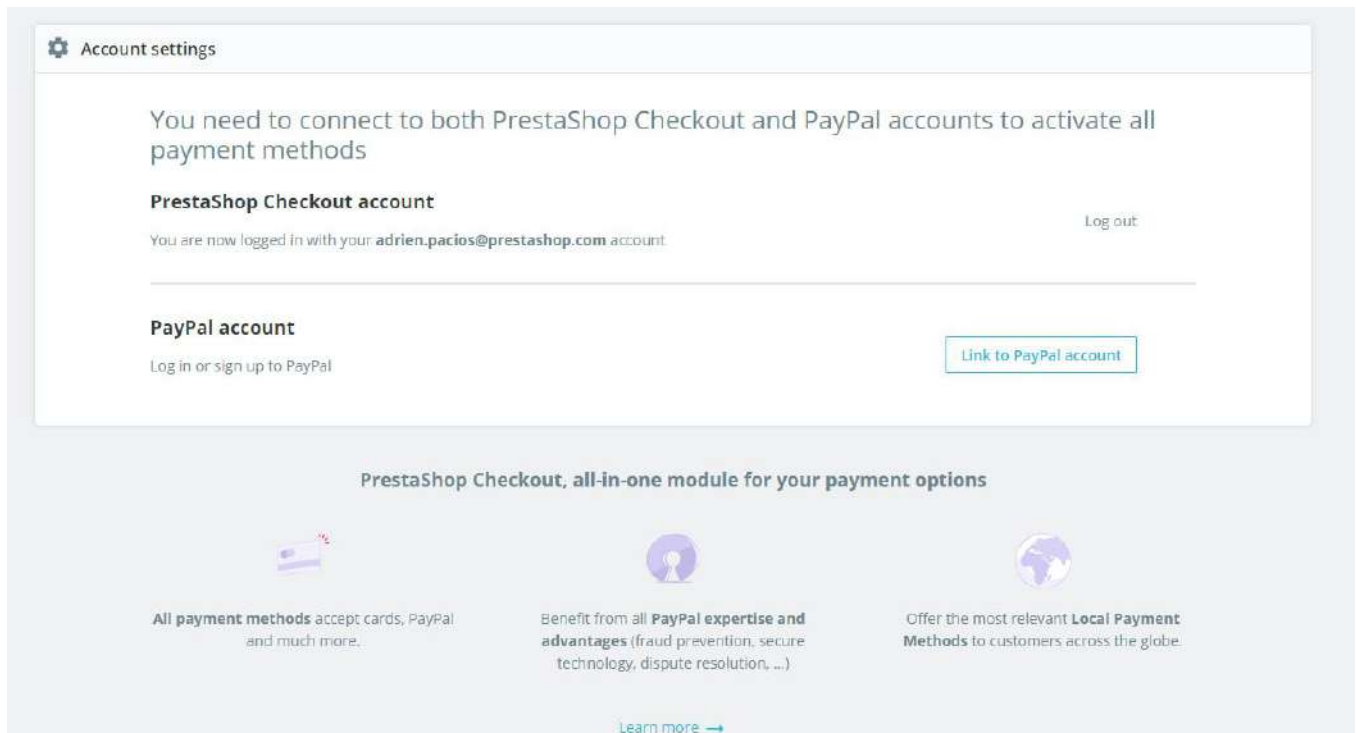 Account settings
You need to connect to both PrestaShop Checkout and PayPal accounts to activate all
payment methods
PrestaShop Checkout account
Log out
You are now logged in with your adrien.pacios@prestashop.com account
PayPal account
Link to PayPal account
Log in or sign up to PayPal
PrestaShop Checkout, all-in-one module for your payment options
All payment methods accept cards, PayPal
and much more.
Benefit from all PayPal expertise and
advantages (fraud prevention, secure
technology, dispute resolution, ...)
Offer the most relevant Local Payment
Methods to customers across the globe.
Learn more →